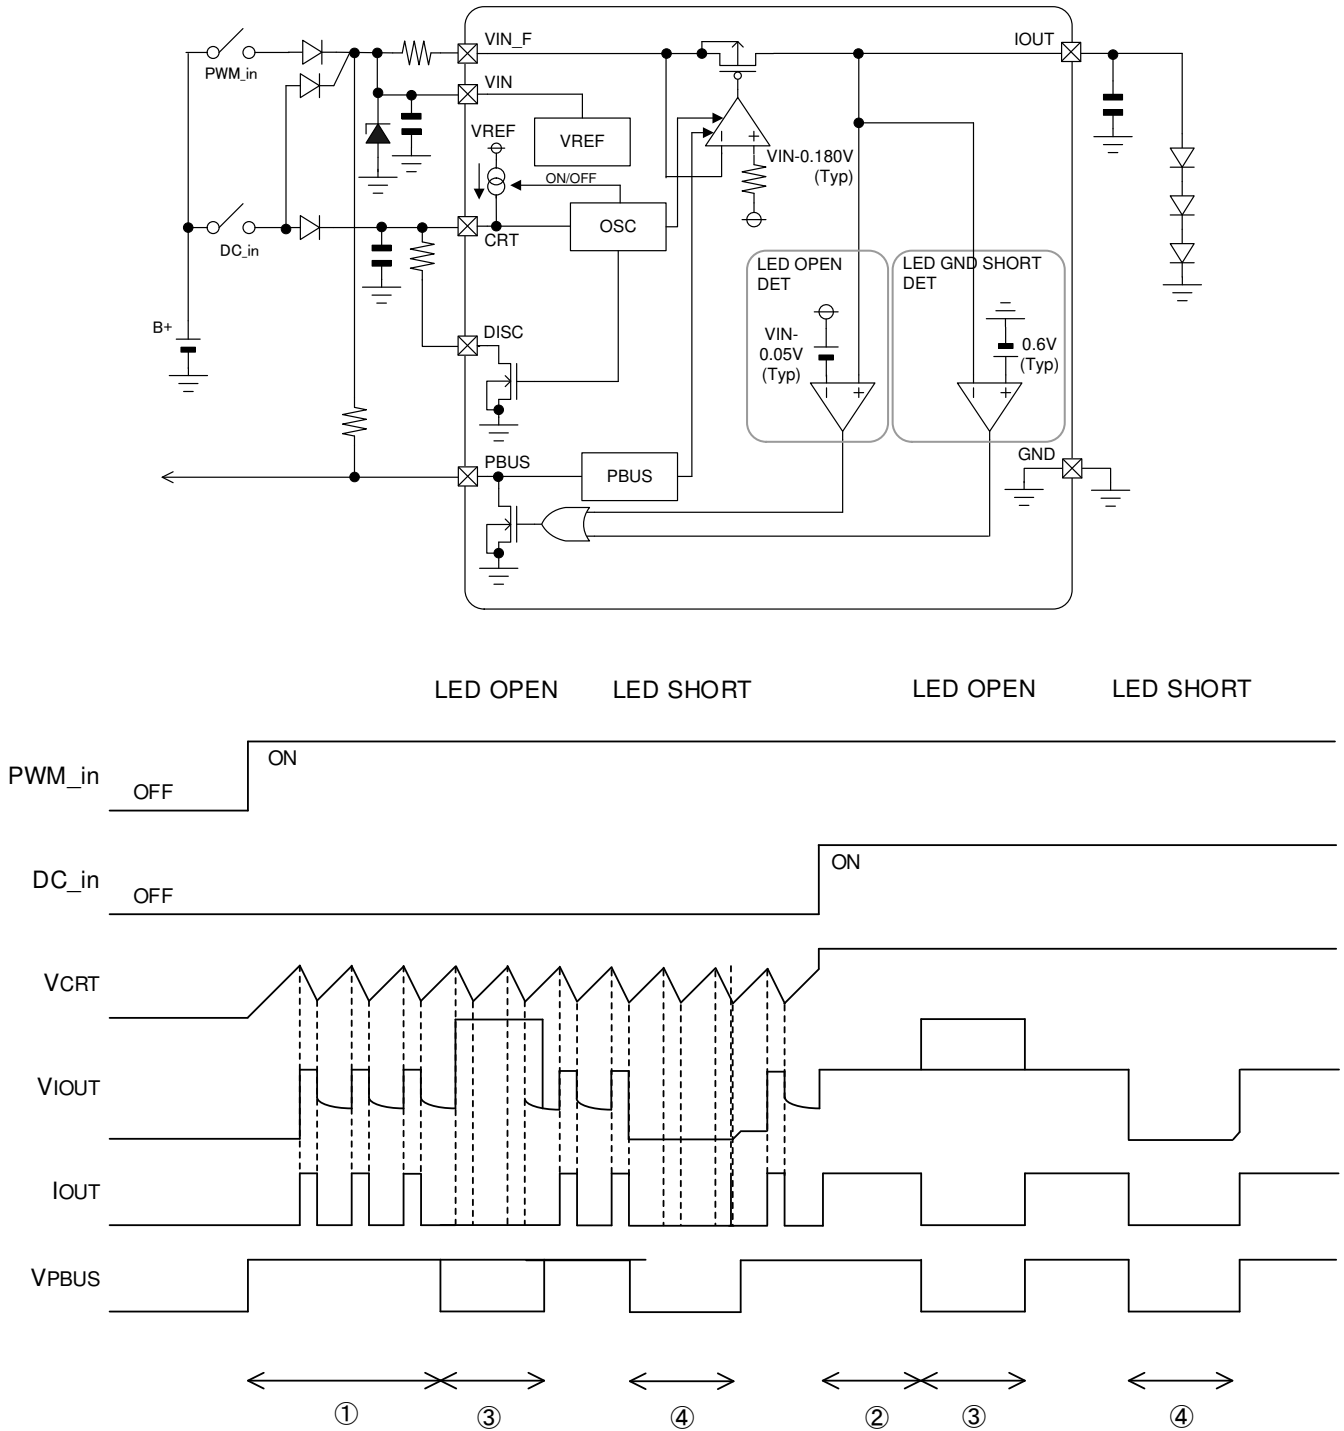 VIN_F
IOUT
PWM_in
VIN
VREF
VREF
VIN-0.180V
(Typ)
ON/OFF
OSC
CRT
DC_in
LED OPEN
DET
LED GND SHORT
DET
B+
DISC
VIN-
0.05V
(Typ)
0.6V
(Typ)
PBUS
PBUS
GND
LED OPEN
LED SHORT
LED OPEN
LED SHORT
PWM_in
OFF
ON
DC_in
OFF
ON
VCRT
VIOUT
IOUT
VPBUS
① ③ ④ ② ③ ④